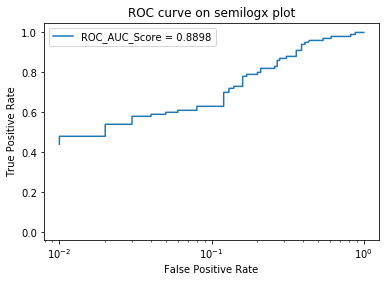 ROC curve on semilogx plot
ROC_AUC_Score = 0.8898
True Positive Rate
1.0
0.8
0.6
0.4
0.2
0.0
10⁻²
10⁻¹
10⁰
False Positive Rate